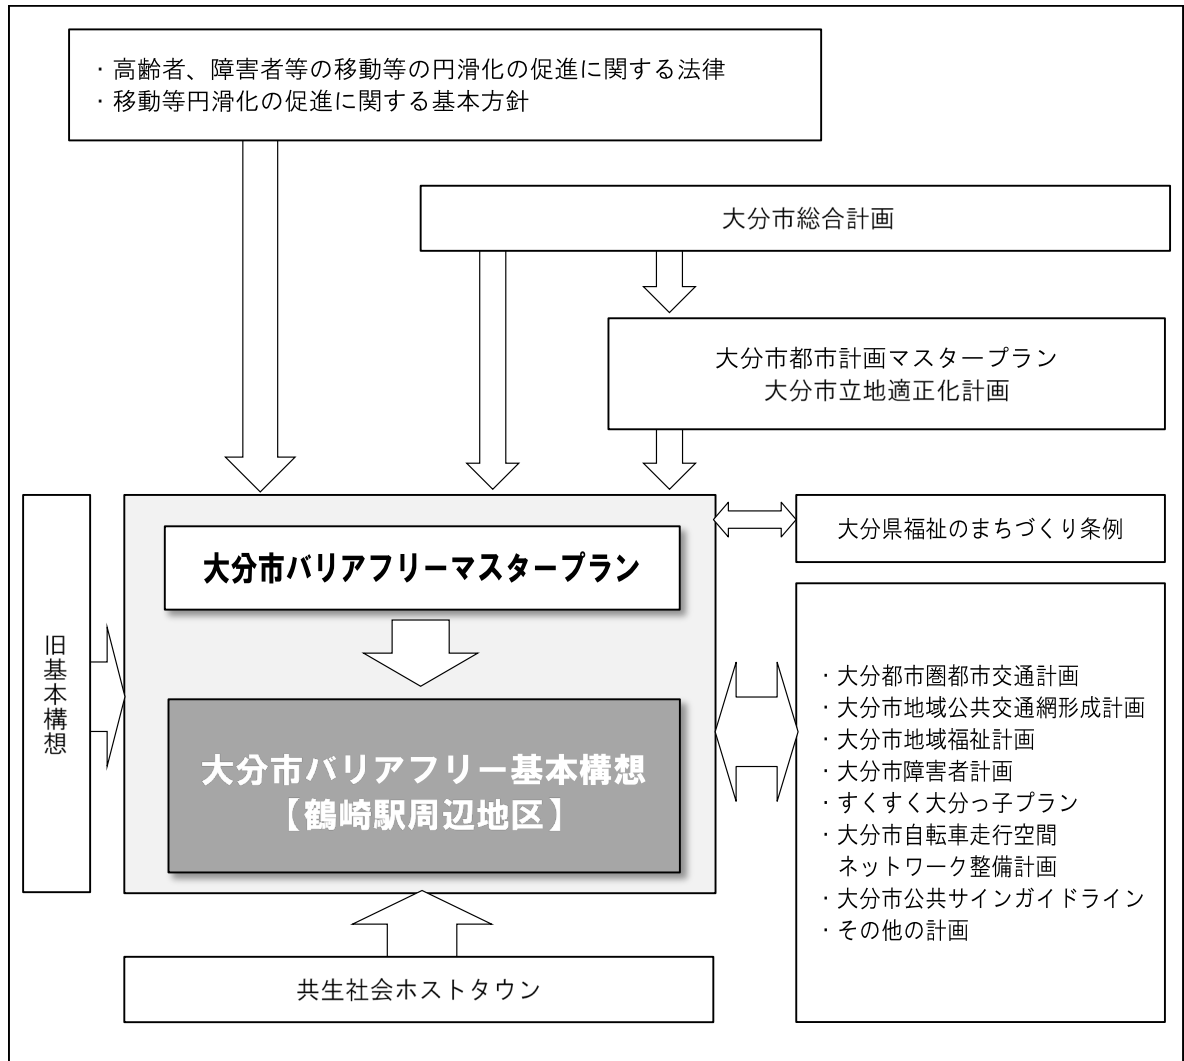 ・高齢者、障害者等の移動等の円滑化の促進に関する法律
・移動等円滑化の促進に関する基本方針
大分市総合計画
大分市都市計画マスタープラン
大分市立地適正化計画
旧基本構想
大分市バリアフリーマスタープラン
大分市バリアフリー基本構想
【鶴崎駅周辺地区】
大分県福祉のまちづくり条例
・大分都市圏都市交通計画
・大分市地域公共交通網形成計画
・大分市地域福祉計画
・大分市障害者計画
・すくすく大分っ子プラン
・大分市自転車走行空間
ネットワーク整備計画
・大分市公共サインガイドライン
・その他の計画
共生社会ホストタウン